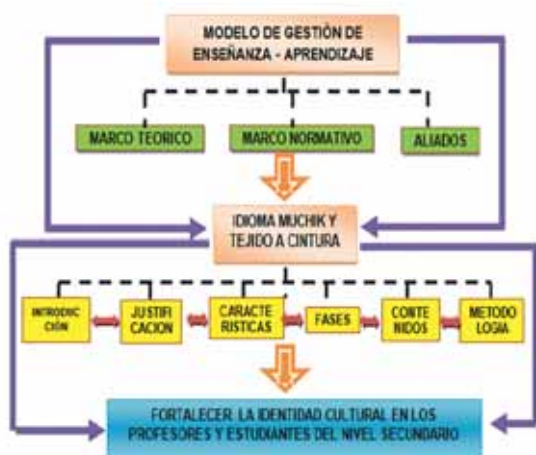 MODELO DE GESTIÓN DE
ENSEÑANZA - APRENDIZAJE
MARCO TEORICO
MARCO NORMATIVO
ALIADOS
IDIOMA MUCHIK Y
TEJIDO A CINTURA
INTRODUC
CIÓN
JUSTIFI
CACION
CARACTE
RISTICAS
FASES
CONTE
NIDOS
METODO
LOGIA
FORTALECER LA IDENTIDAD CULTURAL EN LOS
PROFESORES Y ESTUDIANTES DEL NIVEL SECUNDARIO